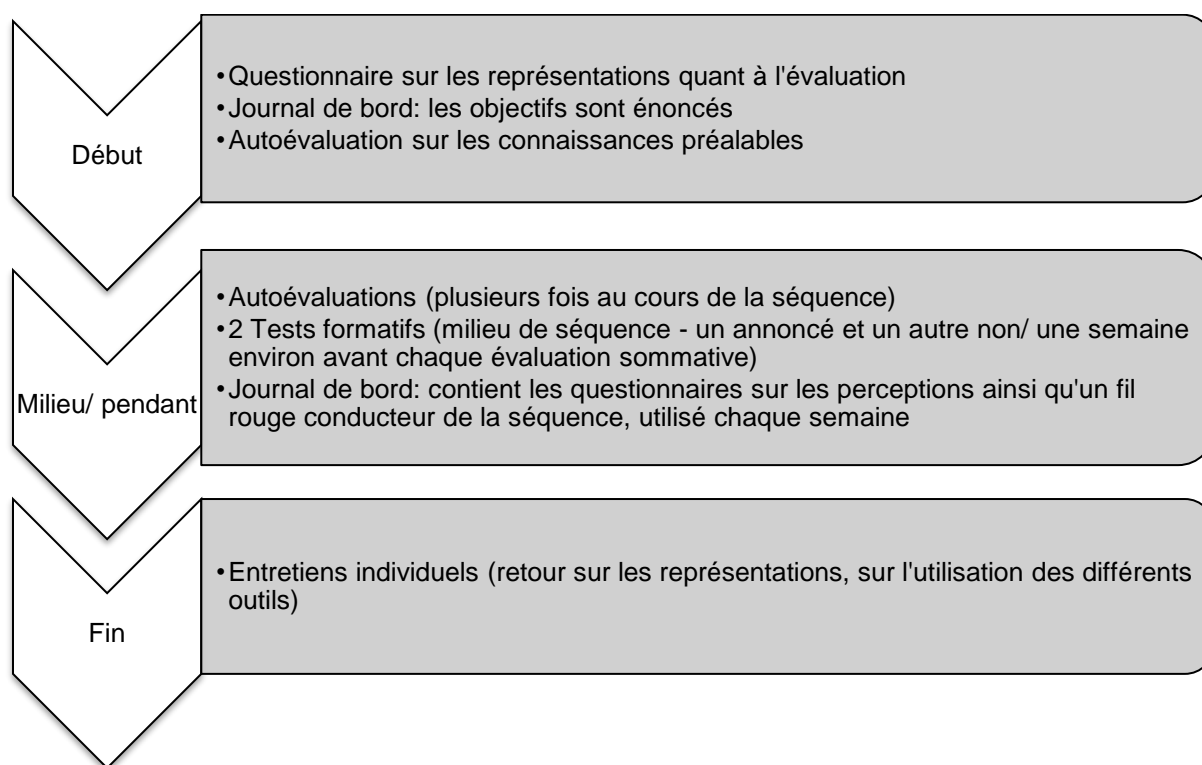 Début
•Questionnaire sur les représentations quant à l'évaluation
•Journal de bord: les objectifs sont énoncés
•Autoévaluation sur les connaissances préalables
Milieu/ pendant
•Autoévaluations (plusieurs fois au cours de la séquence)
•2 Tests formatifs (milieu de séquence - un annoncé et un autre non/ une semaine
environ avant chaque évaluation sommative)
•Journal de bord: contient les questionnaires sur les perceptions ainsi qu'un fil
rouge conducteur de la séquence, utilisé chaque semaine
Fin
•Entretiens individuels (retour sur les représentations, sur l'utilisation des différents
outils)